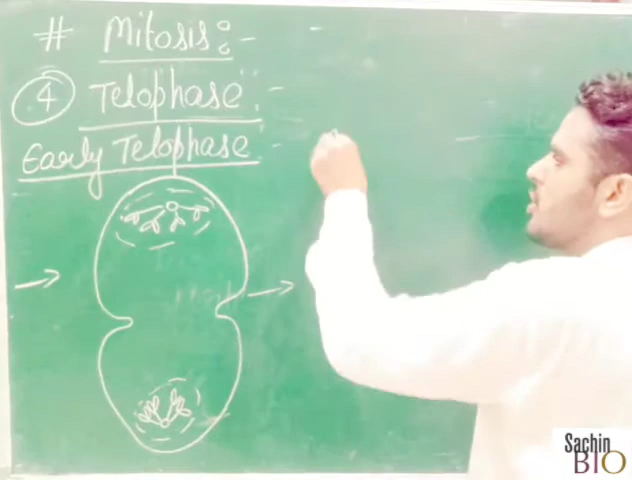 # Mitosis:-
④ Telophase:-
Early Telophase:-
Sachin
BIO